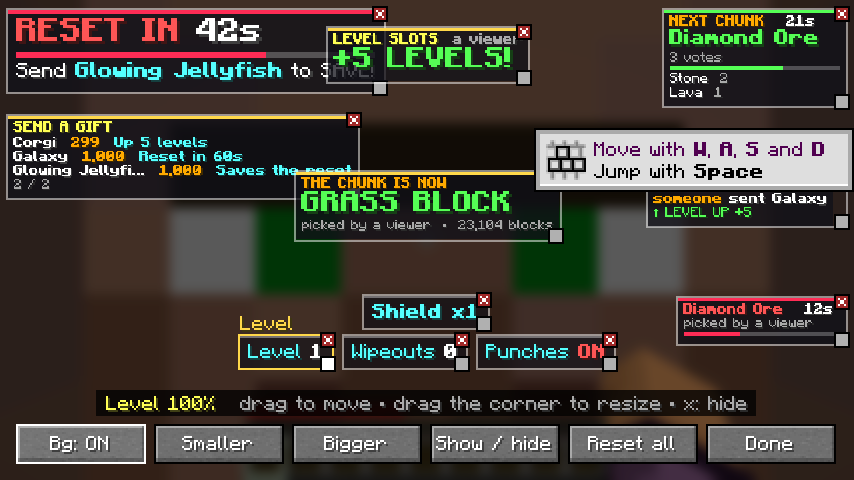 RESET IN 42s
Send Glowing Jellyfish to Save!
LEVEL SLOTS a viewer
+5 LEVELS!
NEXT CHUNK 21s
Diamond Ore
3 votes
Stone 2
Lava 1
SEND A GIFT
Corgi 299 Up 5 levels
Galaxy 1,000 Reset in 60s
Glowing Jellyfi... 1,000 Saves the reset
2 / 2
Move with W, A, S and D
Jump with Space
THE CHUNK IS NOW
GRASS BLOCK
picked by a viewer • 23,104 blocks
someone sent Galaxy
↑ LEVEL UP +5
Diamond Ore 12s
picked by a viewer
Shield x1
Level
Level 1
Wipeouts 0
Punches ON
Level 100% drag to move • drag the corner to resize • x: hide
Bg: ON
Smaller
Bigger
Show / hide
Reset all
Done